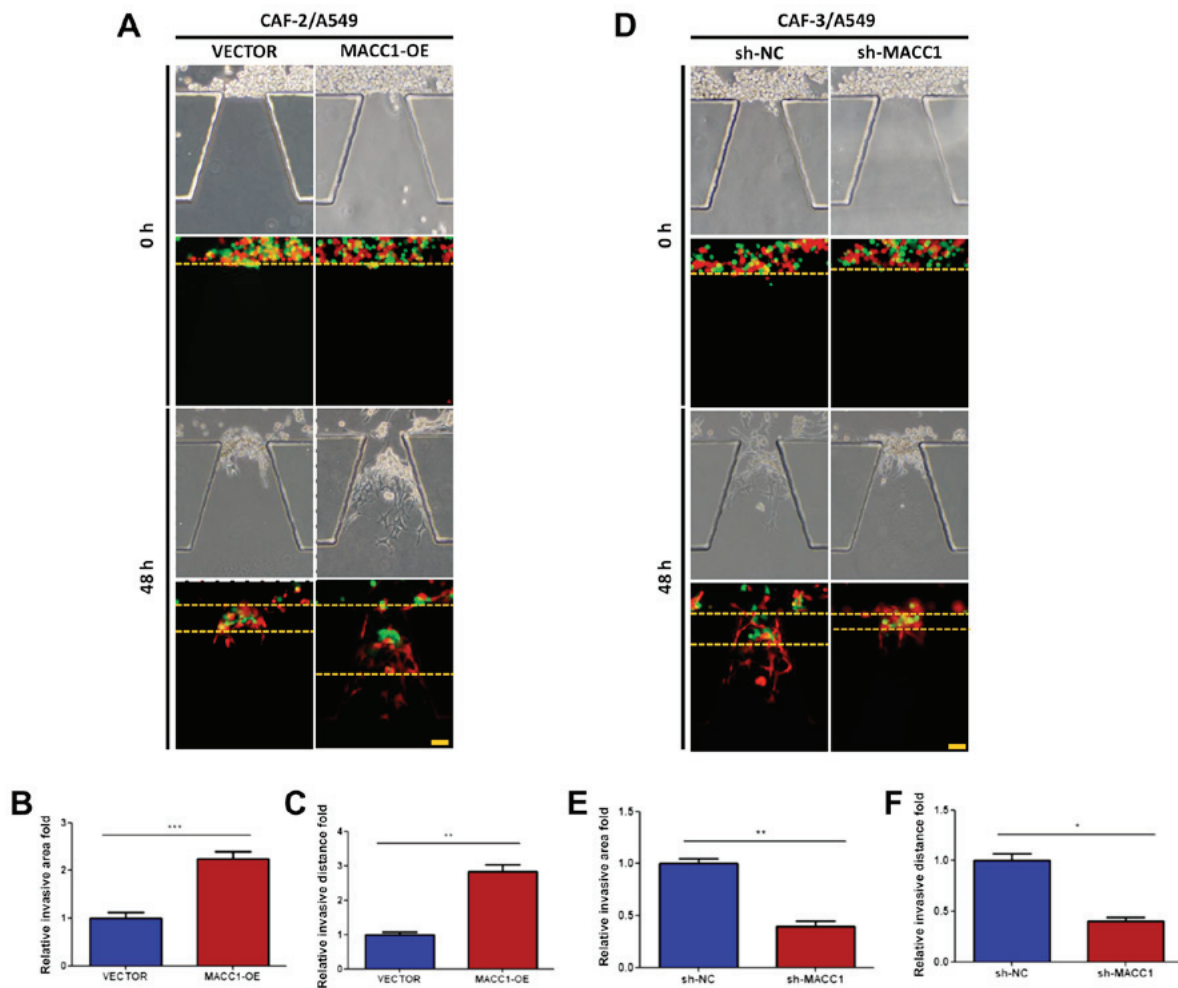 A
CAF-2/A549
VECTOR MACC1-OE
0 h
48 h
D
CAF-3/A549
sh-NC sh-MACC1
0 h
48 h
B
Relative invasive area fold
3
2
1
0
***
VECTOR MACC1-OE
C
Relative invasive distance fold
4
3
2
1
0
**
VECTOR MACC1-OE
E
Relative invasive area fold
1.5
1.0
0.5
0.0
**
sh-NC sh-MACC1
F
Relative invasive distance fold
1.5
1.0
0.5
0.0
*
sh-NC sh-MACC1